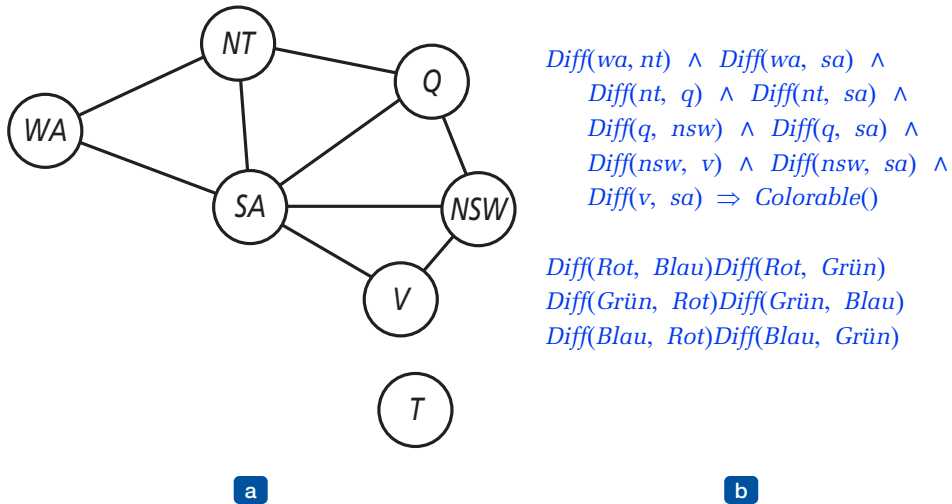 NT
Q
WA
SA
NSW
V
T
Diff(wa, nt) ∧ Diff(wa, sa) ∧
Diff(nt, q) ∧ Diff(nt, sa) ∧
Diff(q, nsw) ∧ Diff(q, sa) ∧
Diff(nsw, v) ∧ Diff(nsw, sa) ∧
Diff(v, sa) ⇒ Colorable()
Diff(Rot, Blau)Diff(Rot, Grün)
Diff(Grün, Rot)Diff(Grün, Blau)
Diff(Blau, Rot)Diff(Blau, Grün)
a
b